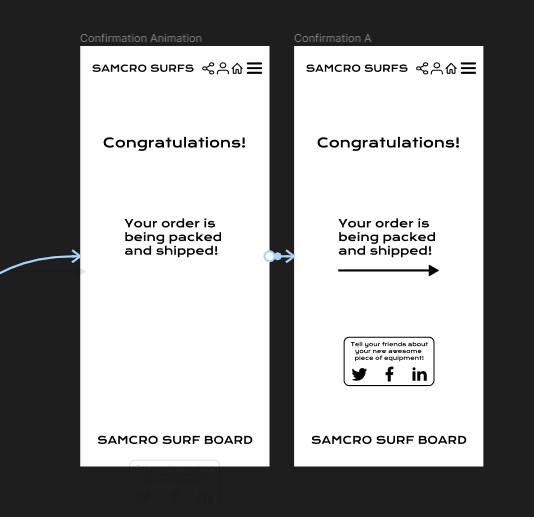 Confirmation Animation
SAMCRO SURFS
Congratulations!
Your order is
being packed
and shipped!
SAMCRO SURF BOARD
Confirmation A
SAMCRO SURFS
Congratulations!
Your order is
being packed
and shipped!
Tell your friends about
your new awesome
piece of equipment!
f
in
SAMCRO SURF BOARD